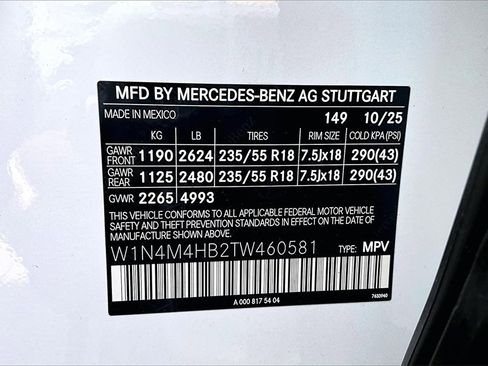 MFD BY MERCEDES-BENZ AG STUTTGART
MADE IN MEXICO 149 10/25
KG LB TIRES RIM SIZE COLD KPA (PSI)
GAWR FRONT 1190 2624 235/55 R18 7.5Jx18 290(43)
GAWR REAR 1125 2480 235/55 R18 7.5Jx18 290(43)
GVWR 2265 4993
THIS VEHICLE CONFORMS TO ALL APPLICABLE FEDERAL MOTOR VEHICLE
SAFETY AND THEFT PREVENTION STANDARDS IN EFFECT ON THE DATE
OF MANUFACTURE SHOWN ABOVE.
W1N4M4HB2TW460581 TYPE: MPV
A 000 817 54 04